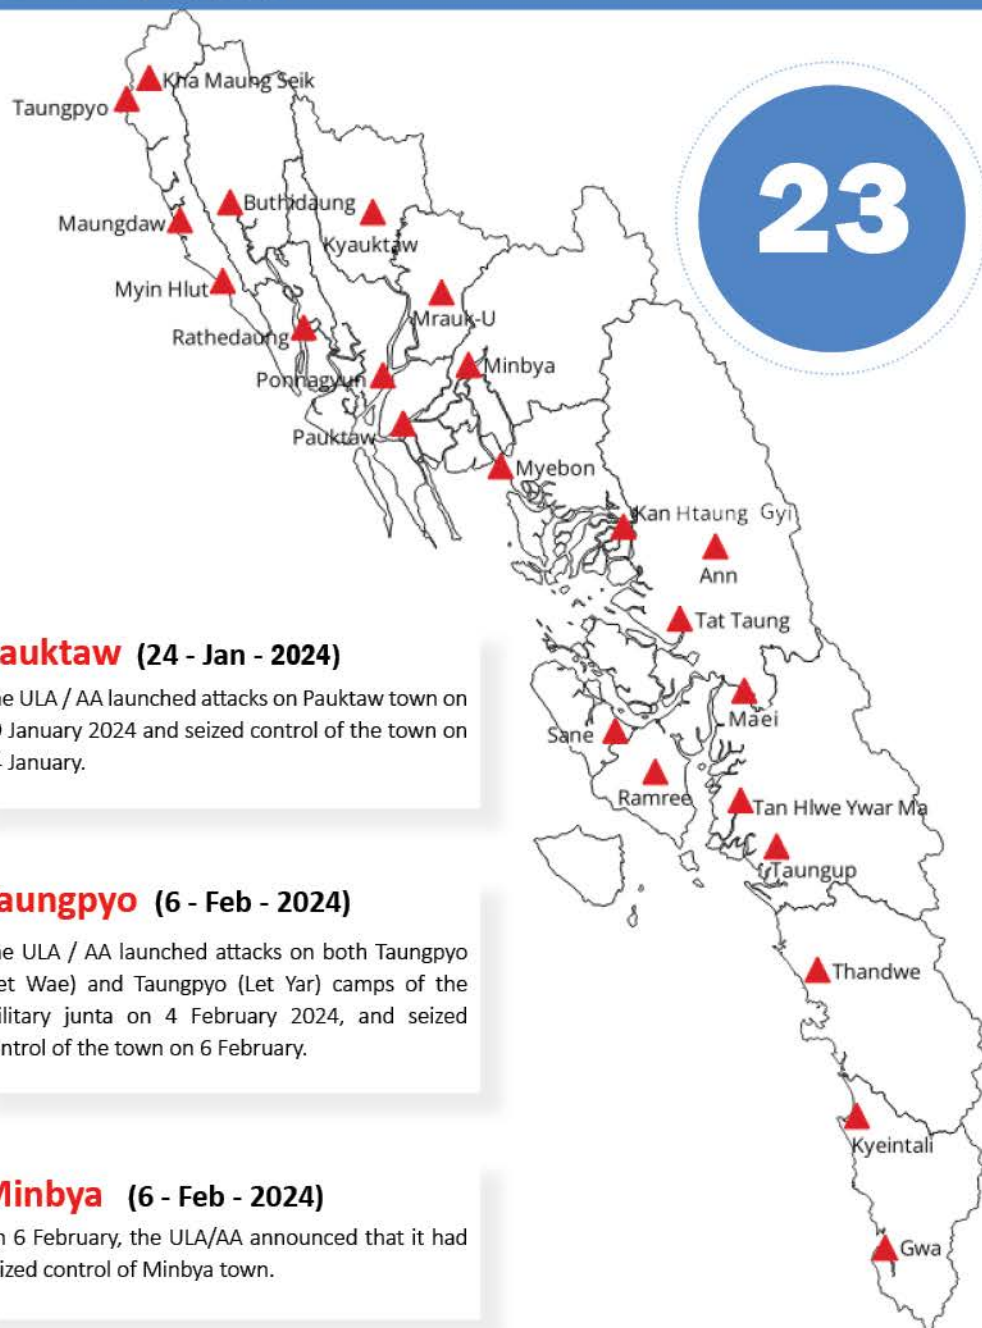 Kha Maung Seik
Taungpyo
23
Buthidaung
Maungdaw
Kyauktaw
Myin Hlut
Mrauk-U
Rathedaung
Minbya
Ponnagyun
Pauktaw
Myebon
Kan Htaung Gyi
Ann
Tat Taung
Maei
Sane
Ramree
Tan Hlwe Ywar Ma
Taungup
Thandwe
Kyeintali
Gwa
auktaw (24 - Jan - 2024)
e ULA / AA launched attacks on Pauktaw town on
January 2024 and seized control of the town on
January.
aungpyo (6 - Feb - 2024)
e ULA / AA launched attacks on both Taungpyo
et Wae) and Taungpyo (Let Yar) camps of the
ilitary junta on 4 February 2024, and seized
ntrol of the town on 6 February.
Minbya (6 - Feb - 2024)
n 6 February, the ULA/AA announced that it had
ized control of Minbya town.